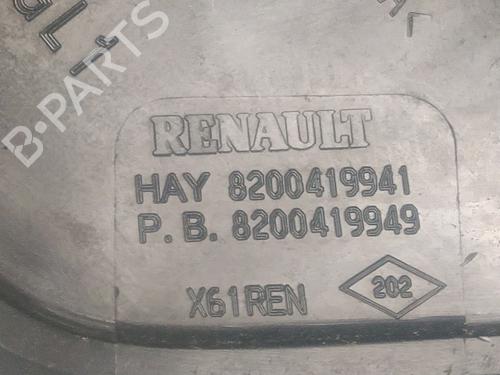 B-PARTS
RENAULT
HAY 8200419941
P.B. 8200419949
X61REN
202